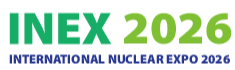 INEX 2026
INTERNATIONAL NUCLEAR EXPO 2026